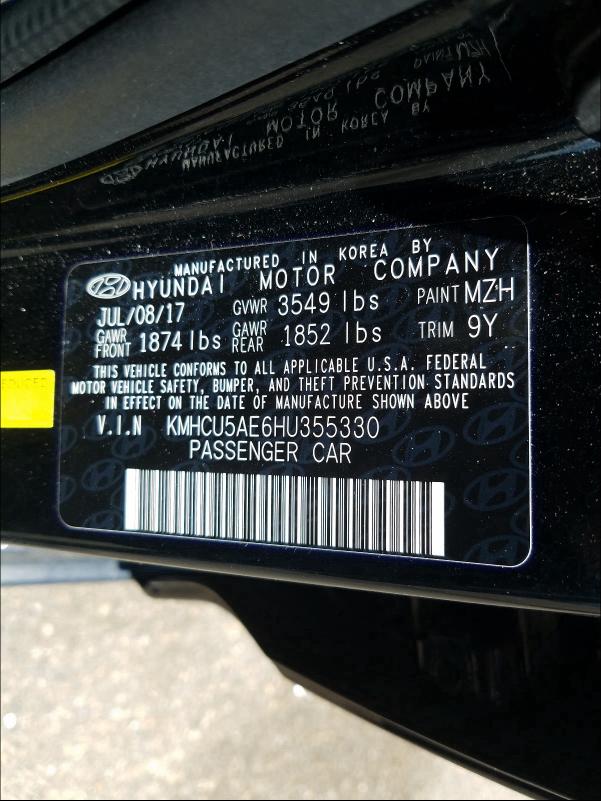 MANUFACTURED IN KOREA BY
HYUNDAI MOTOR COMPANY
JUL/08/17 GVWR 3549 lbs PAINT MZH
GAWR FRONT 1874 lbs GAWR REAR 1852 lbs TRIM 9Y
THIS VEHICLE CONFORMS TO ALL APPLICABLE U.S.A. FEDERAL
MOTOR VEHICLE SAFETY, BUMPER, AND THEFT PREVENTION STANDARDS
IN EFFECT ON THE DATE OF MANUFACTURE SHOWN ABOVE
V.I.N KMHCU5AE6HU355330
PASSENGER CAR